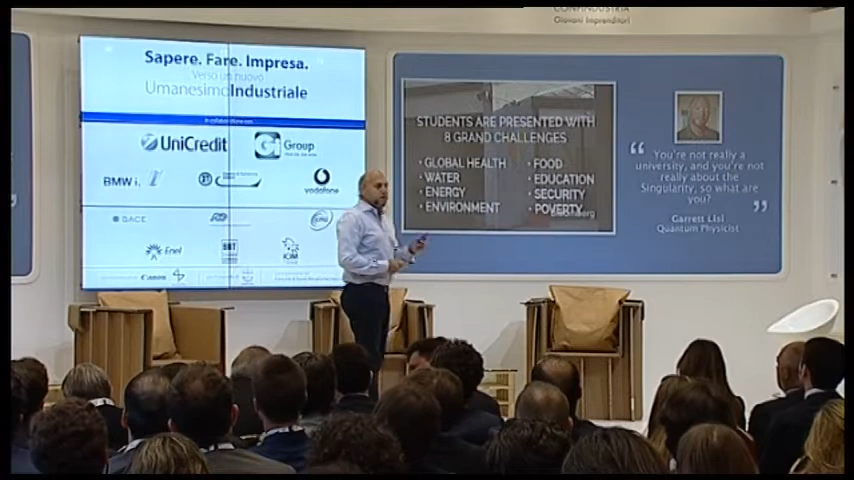 CONFINDUSTRIA
Giovani Imprenditori
Sapere. Fare. Impresa.
Verso un nuovo
UmanesimoIndustriale
UniCredit
Gi Group
BMW i.
vodafone
SACE
Enel
Canon
STUDENTS ARE PRESENTED WITH
8 GRAND CHALLENGES
• GLOBAL HEALTH
• WATER
• ENERGY
• ENVIRONMENT
• FOOD
• EDUCATION
• SECURITY
• POVERTY
“ You're not really a
university, and you're not
really about the
Singularity, so what are
you? ”
Garrett Lisi
Quantum Physicist